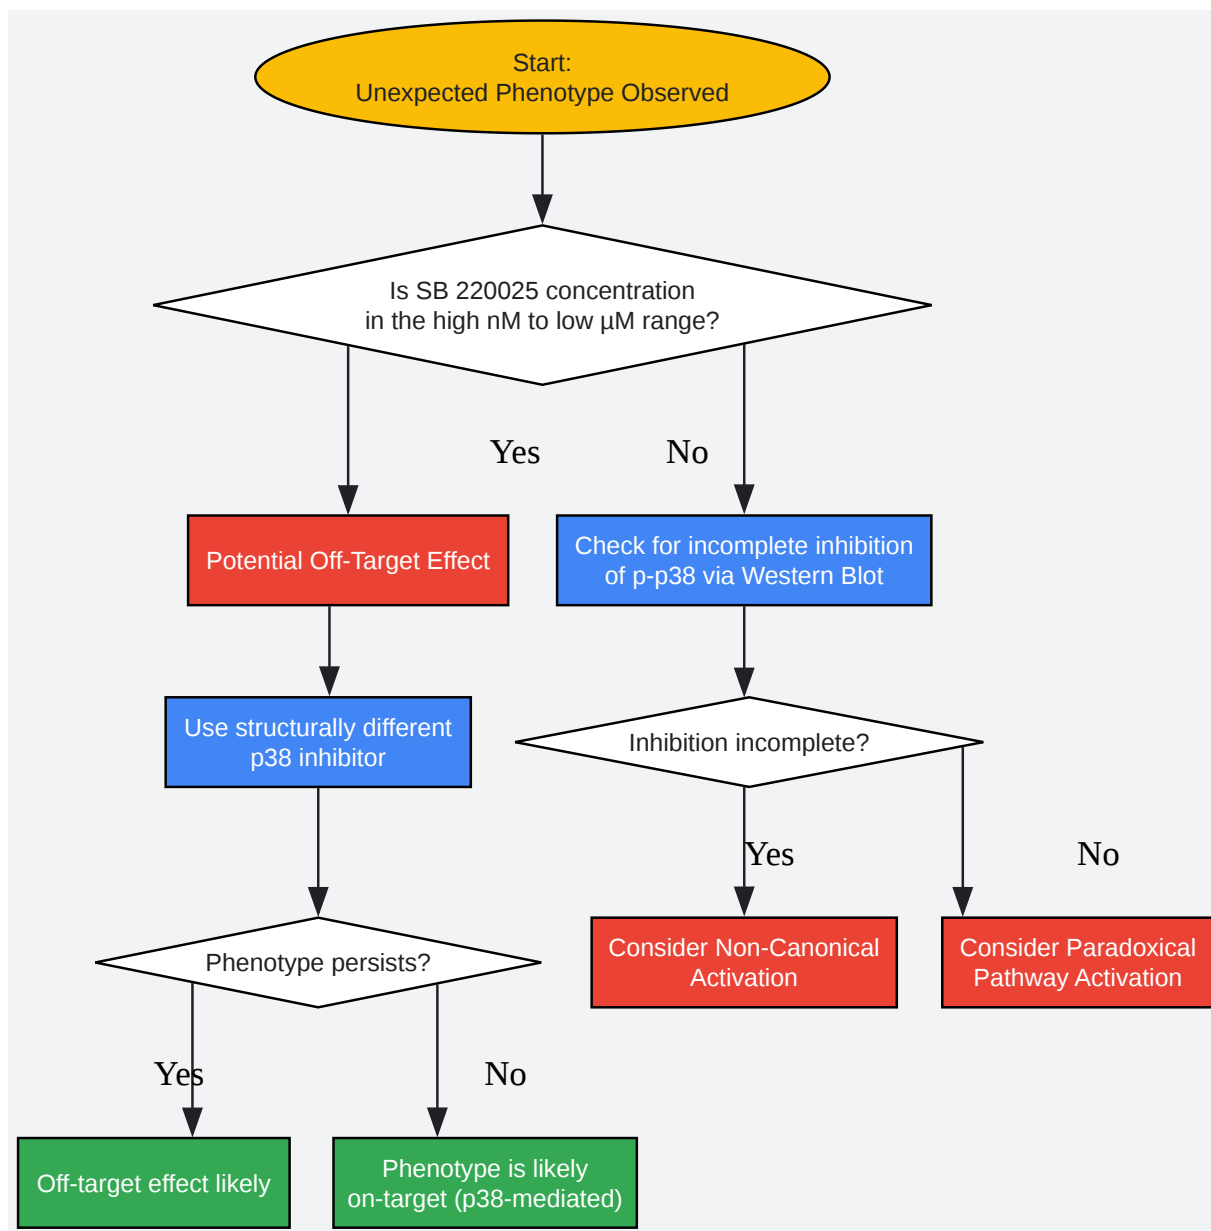 Start:
Unexpected Phenotype Observed
Is SB 220025 concentration
in the high nM to low µM range?
Yes
No
Potential Off-Target Effect
Check for incomplete inhibition
of p-p38 via Western Blot
Use structurally different
p38 inhibitor
Inhibition incomplete?
Yes
No
Phenotype persists?
Consider Non-Canonical
Activation
Consider Paradoxical
Pathway Activation
Yes
No
Off-target effect likely
Phenotype is likely
on-target (p38-mediated)